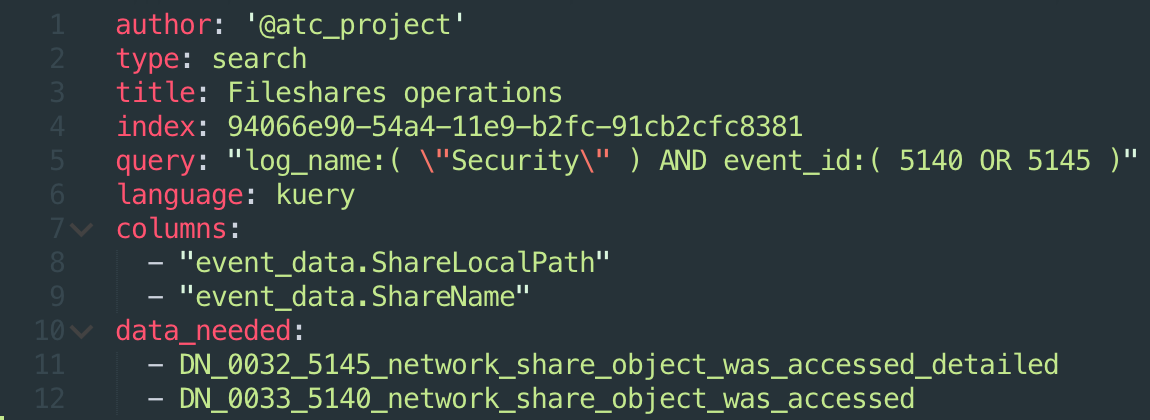 1 author: '@atc_project'
2 type: search
3 title: Fileshares operations
4 index: 94066e90-54a4-11e9-b2fc-91cb2cfc8381
5 query: "log_name:( \"Security\" ) AND event_id:( 5140 OR 5145 )"
6 language: kuery
7 columns:
8   - "event_data.ShareLocalPath"
9   - "event_data.ShareName"
10 data_needed:
11   - DN_0032_5145_network_share_object_was_accessed_detailed
12   - DN_0033_5140_network_share_object_was_accessed